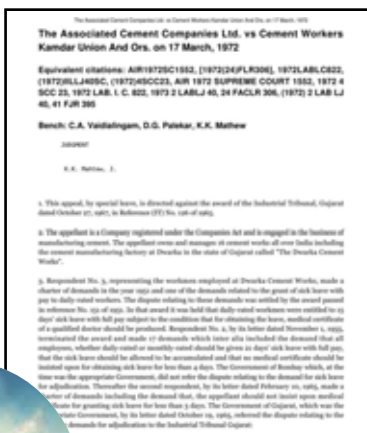 The Associated Cement Companies Ltd. vs Cement Workers Kamdar Union And Ors. on 17 March, 1972
The Associated Cement Companies Ltd. vs Cement Workers
Kamdar Union And Ors. on 17 March, 1972
Equivalent citations: AIR1972SC1552, [1972(24)FLR306], 1972LABLC822,
(1972)IILLJ40SC, (1972)4SCC23, AIR 1972 SUPREME COURT 1552, 1972 4
SCC 23, 1972 LAB. I. C. 822, 1973 2 LABLJ 40, 24 FACLR 306, (1972) 2 LAB LJ
40, 41 FJR 395
Bench: C.A. Vaidialingam, D.G. Palekar, K.K. Mathew
JUDGMENT
K.K. Mathew, J.
1. This appeal, by special leave, is directed against the award of the Industrial Tribunal, Gujarat
dated October 27, 1967, in Reference (IT) No. 126 of 1965.
2. The appellant is a Company registered under the Companies Act and is engaged in the business of
manufacturing cement. The appellant owns and manages 16 cement works all over India including
the cement manufacturing factory at Dwarka in the state of Gujarat called "The Dwarka Cement
Works".
3. Respondent No. 3, representing the workmen employed at Dwarka Cement Works, made a
charter of demands in the year 1952 and one of the demands related to the grant of sick leave with
pay to daily-rated workers. The dispute relating to these demands was settled by the award passed
in reference No. 151 of 1952. In that award it was held that daily-rated workmen were entitled to 15
days' sick leave with full pay subject to the condition that for obtaining the leave, medical certificate
of a qualified doctor should be produced. Respondent No. 2, by its letter dated November 1, 1955,
terminated the award and made 17 demands which inter alia included the demand that all
employees, whether daily-rated or monthly-rated should be given 21 days' sick leave with full pay,
that the sick leave should be allowed to be accumulated and that no medical certificate should be
insisted upon for obtaining sick leave for less than 4 days. The Government of Bombay which, at the
time was the appropriate Government, did not refer the dispute relating to the demand for sick leave
for adjudication. Thereafter the second respondent, by its letter dated February 10, 1965, made a
charter of demands including the demand that, the appellant should not insist upon medical
certificate for granting sick leave for less than 3 days. The Government of Gujarat, which was the
appropriate Government, by its letter dated October 19, 1965, referred the dispute relating to the
demands for adjudication to the Industrial Tribunal Gujarat: